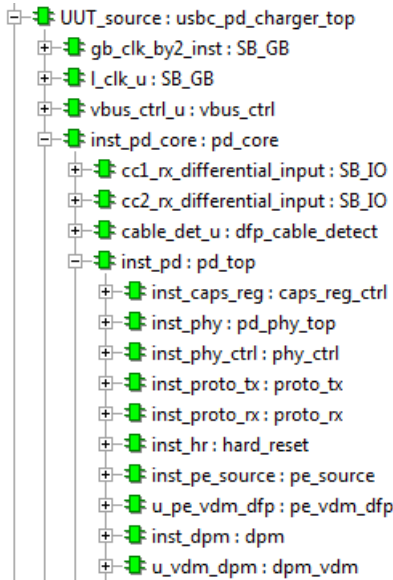 UUT_source : usbc_pd_charger_top
gb_clk_by2_inst : SB_GB
l_clk_u : SB_GB
vbus_ctrl_u : vbus_ctrl
inst_pd_core : pd_core
cc1_rx_differential_input : SB_IO
cc2_rx_differential_input : SB_IO
cable_det_u : dfp_cable_detect
inst_pd : pd_top
inst_caps_reg : caps_reg_ctrl
inst_phy : pd_phy_top
inst_phy_ctrl : phy_ctrl
inst_proto_tx : proto_tx
inst_proto_rx : proto_rx
inst_hr : hard_reset
inst_pe_source : pe_source
u_pe_vdm_dfp : pe_vdm_dfp
inst_dpm : dpm
u_vdm_dpm : dpm_vdm